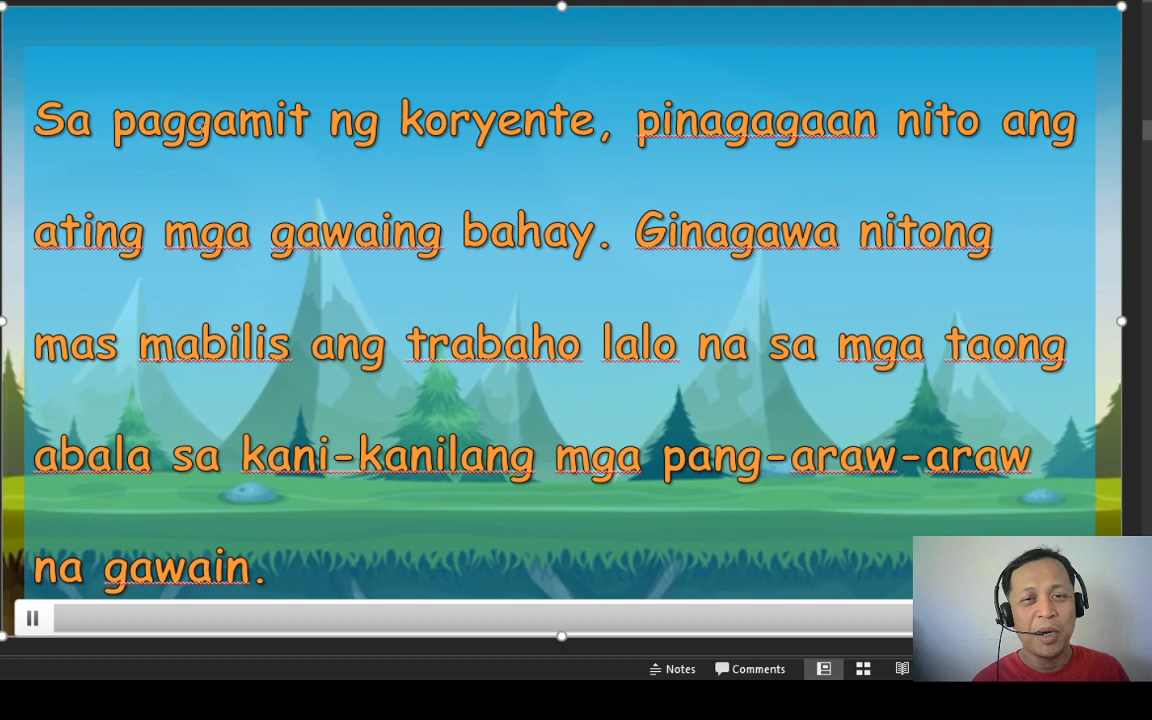 Sa paggamit ng koryente, pinagagaan nito ang
ating mga gawaing bahay. Ginagawa nitong
mas mabilis ang trabaho lalo na sa mga taong
abala sa kani-kanilang mga pang-araw-araw
na gawain.
Notes Comments